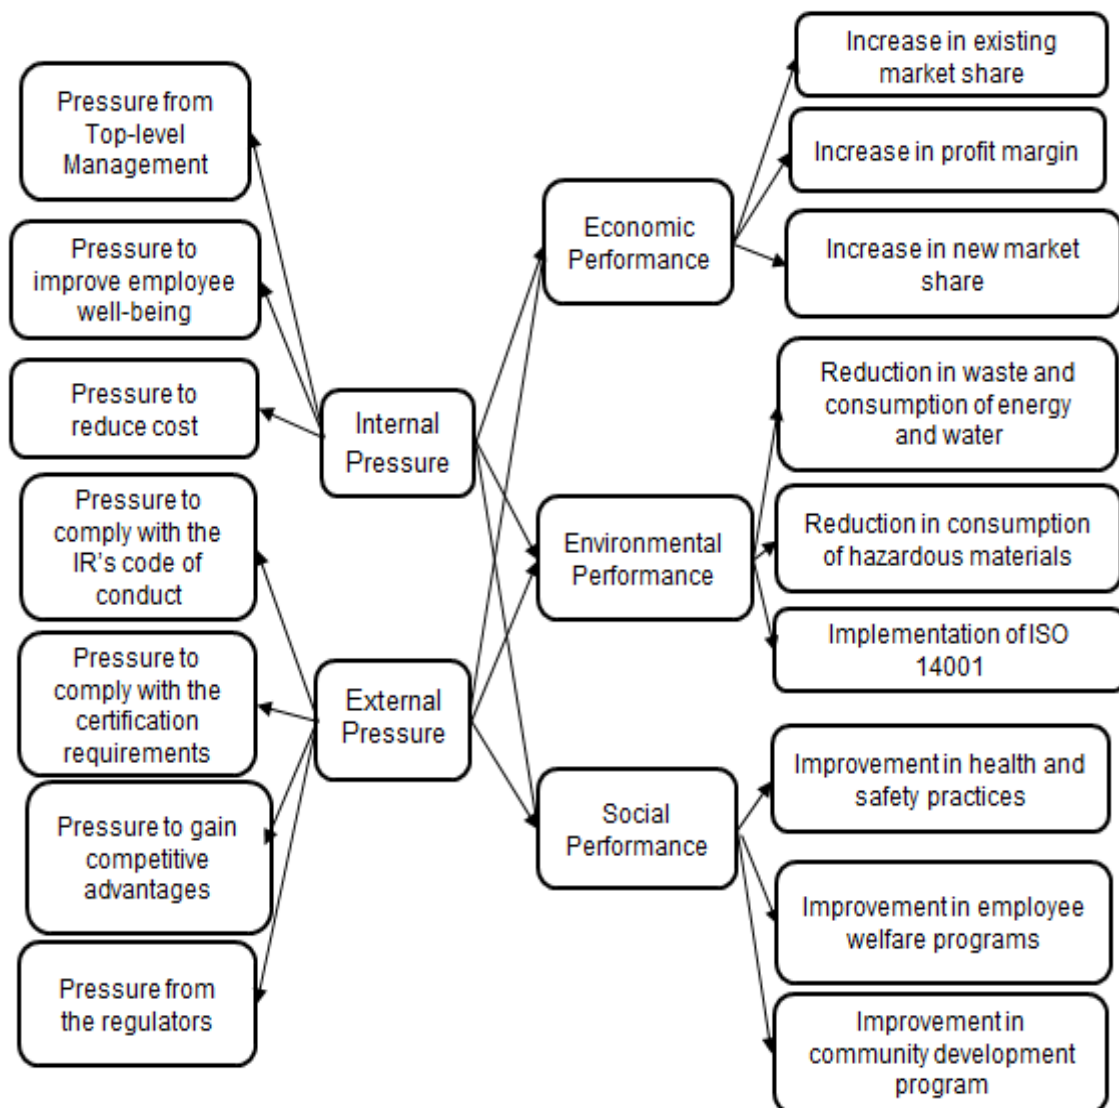 Pressure from
Top-level
Management
Pressure to
improve employee
well-being
Pressure to
reduce cost
Pressure to
comply with the
IR's code of
conduct
Pressure to
comply with the
certification
requirements
Pressure to gain
competitive
advantages
Pressure from
the regulators
Internal
Pressure
External
Pressure
Economic
Performance
Environmental
Performance
Social
Performance
Increase in existing
market share
Increase in profit margin
Increase in new market
share
Reduction in waste and
consumption of energy
and water
Reduction in consumption
of hazardous materials
Implementation of ISO
14001
Improvement in health and
safety practices
Improvement in employee
welfare programs
Improvement in
community development
program